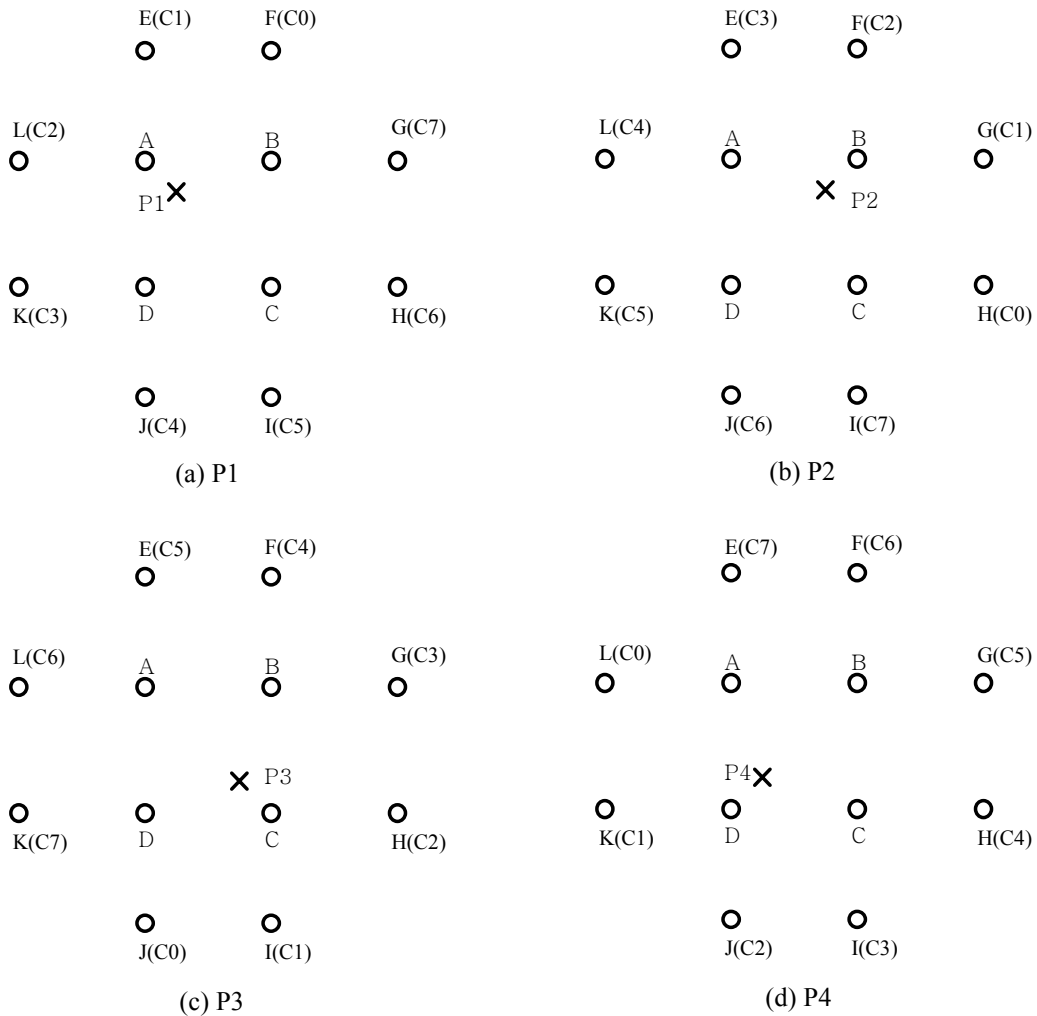 E(C1) F(C0)
L(C2) A B G(C7)
P1
K(C3) D C H(C6)
J(C4) I(C5)
(a) P1
E(C3) F(C2)
L(C4) A B G(C1)
P2
K(C5) D C H(C0)
J(C6) I(C7)
(b) P2
E(C5) F(C4)
L(C6) A B G(C3)
P3
K(C7) D C H(C2)
J(C0) I(C1)
(c) P3
E(C7) F(C6)
L(C0) A B G(C5)
P4
K(C1) D C H(C4)
J(C2) I(C3)
(d) P4